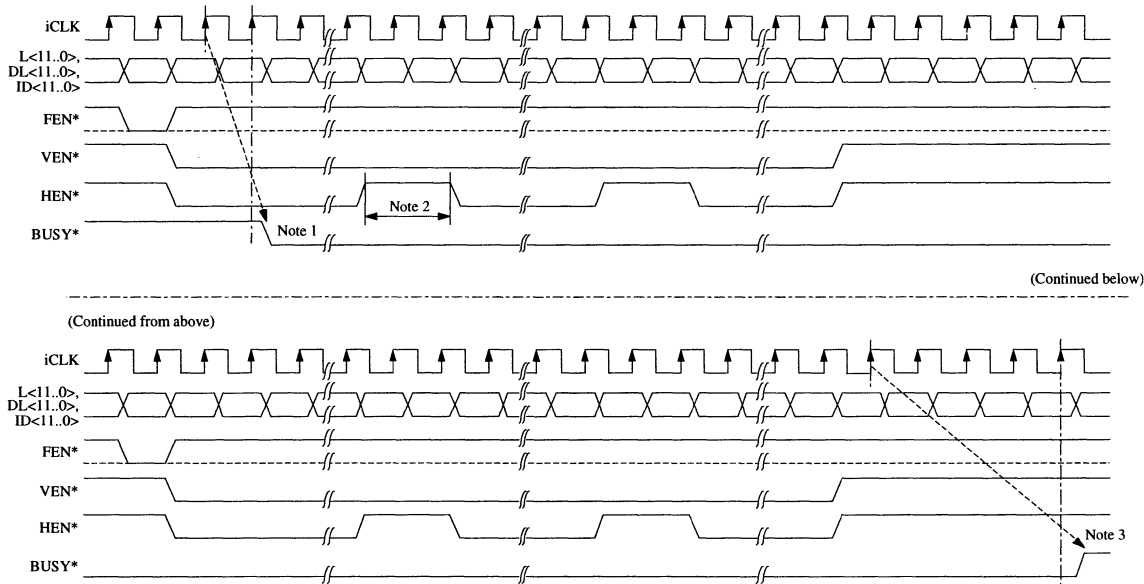 iCLK
L<11..0>,
DL<11..0>,
ID<11..0>
FEN*
VEN*
HEN*
Note 2
BUSY*
Note 1
(Continued below)
(Continued from above)
iCLK
L<11..0>,
DL<11..0>,
ID<11..0>
FEN*
VEN*
HEN*
Note 3
BUSY*